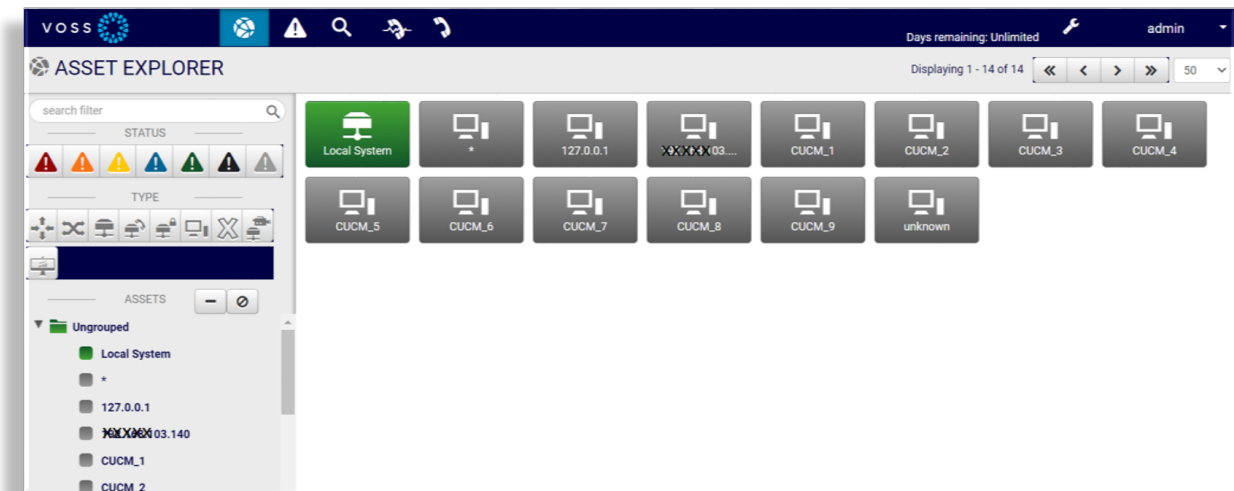 VOSS
Days remaining: Unlimited
admin
ASSET EXPLORER
Displaying 1 - 14 of 14
50
search filter
STATUS
TYPE
ASSETS
Ungrouped
Local System
*
127.0.0.1
103.140
CUCM_1
CUCM_2
Local System
*
127.0.0.1
XXXXX03....
CUCM_1
CUCM_2
CUCM_3
CUCM_4
CUCM_5
CUCM_6
CUCM_7
CUCM_8
CUCM_9
unknown